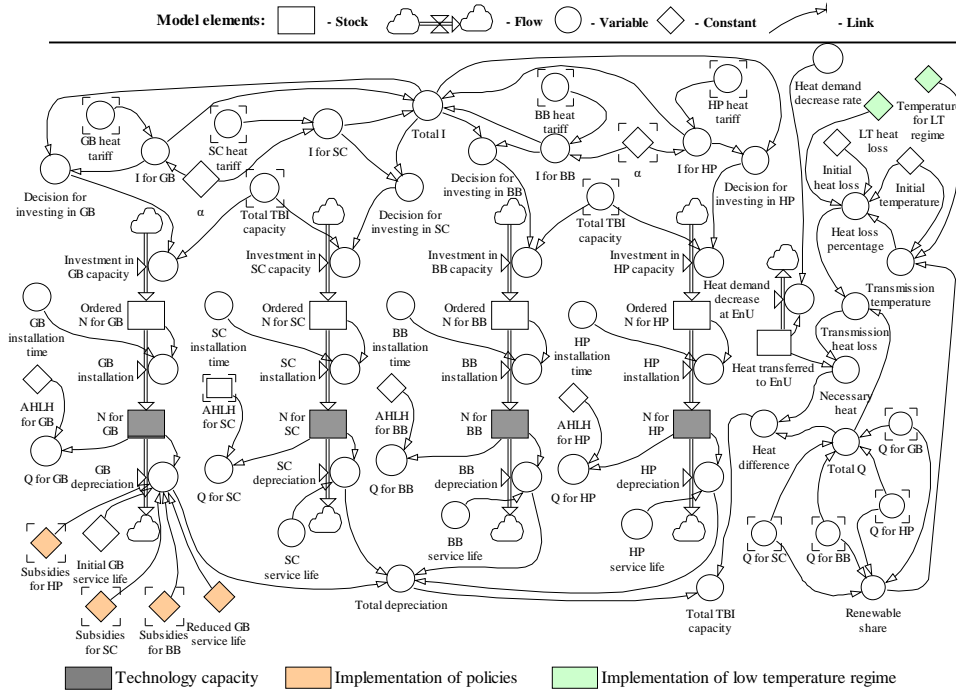 Model elements:
- Stock
- Flow
- Variable
- Constant
- Link
GB heat
tariff
SC heat
tariff
Total I
BB heat
tariff
HP heat
tariff
Heat demand
decrease rate
Temperature
for LT
regime
LT heat
loss
I for GB
I for SC
I for BB
α
I for HP
Initial
heat loss
Initial
temperature
Decision for
investing in GB
α
Total TBI
capacity
Decision for
investing in SC
Decision for
investing in BB
Total TBI
capacity
Decision for
investing in HP
Heat loss
percentage
Investment in
GB capacity
Investment in
SC capacity
Investment in
BB capacity
Investment in
HP capacity
Heat demand
decrease
at EnU
Transmission
temperature
Ordered
N for GB
Ordered
N for SC
Ordered
N for BB
Ordered
N for HP
GB
installation
time
SC
installation
time
BB
installation
time
HP
installation
time
Transmission
heat loss
Heat transferred
to EnU
GB
installation
SC
installation
BB
installation
HP
installation
Necessary
heat
AHLH
for GB
AHLH
for SC
AHLH
for BB
AHLH
for HP
N for
GB
N for
SC
N for
BB
N for
HP
Q for GB
GB
depreciation
Q for SC
SC
depreciation
Q for BB
BB
depreciation
Q for HP
HP
depreciation
Heat
difference
Total Q
Q for GB
Q for HP
Q for SC
Q for BB
Subsidies
for HP
Initial GB
service life
SC
service life
BB
service life
HP
service life
Subsidies
for SC
Subsidies
for BB
Reduced GB
service life
Total depreciation
Total TBI
capacity
Renewable
share
Technology capacity
Implementation of policies
Implementation of low temperature regime